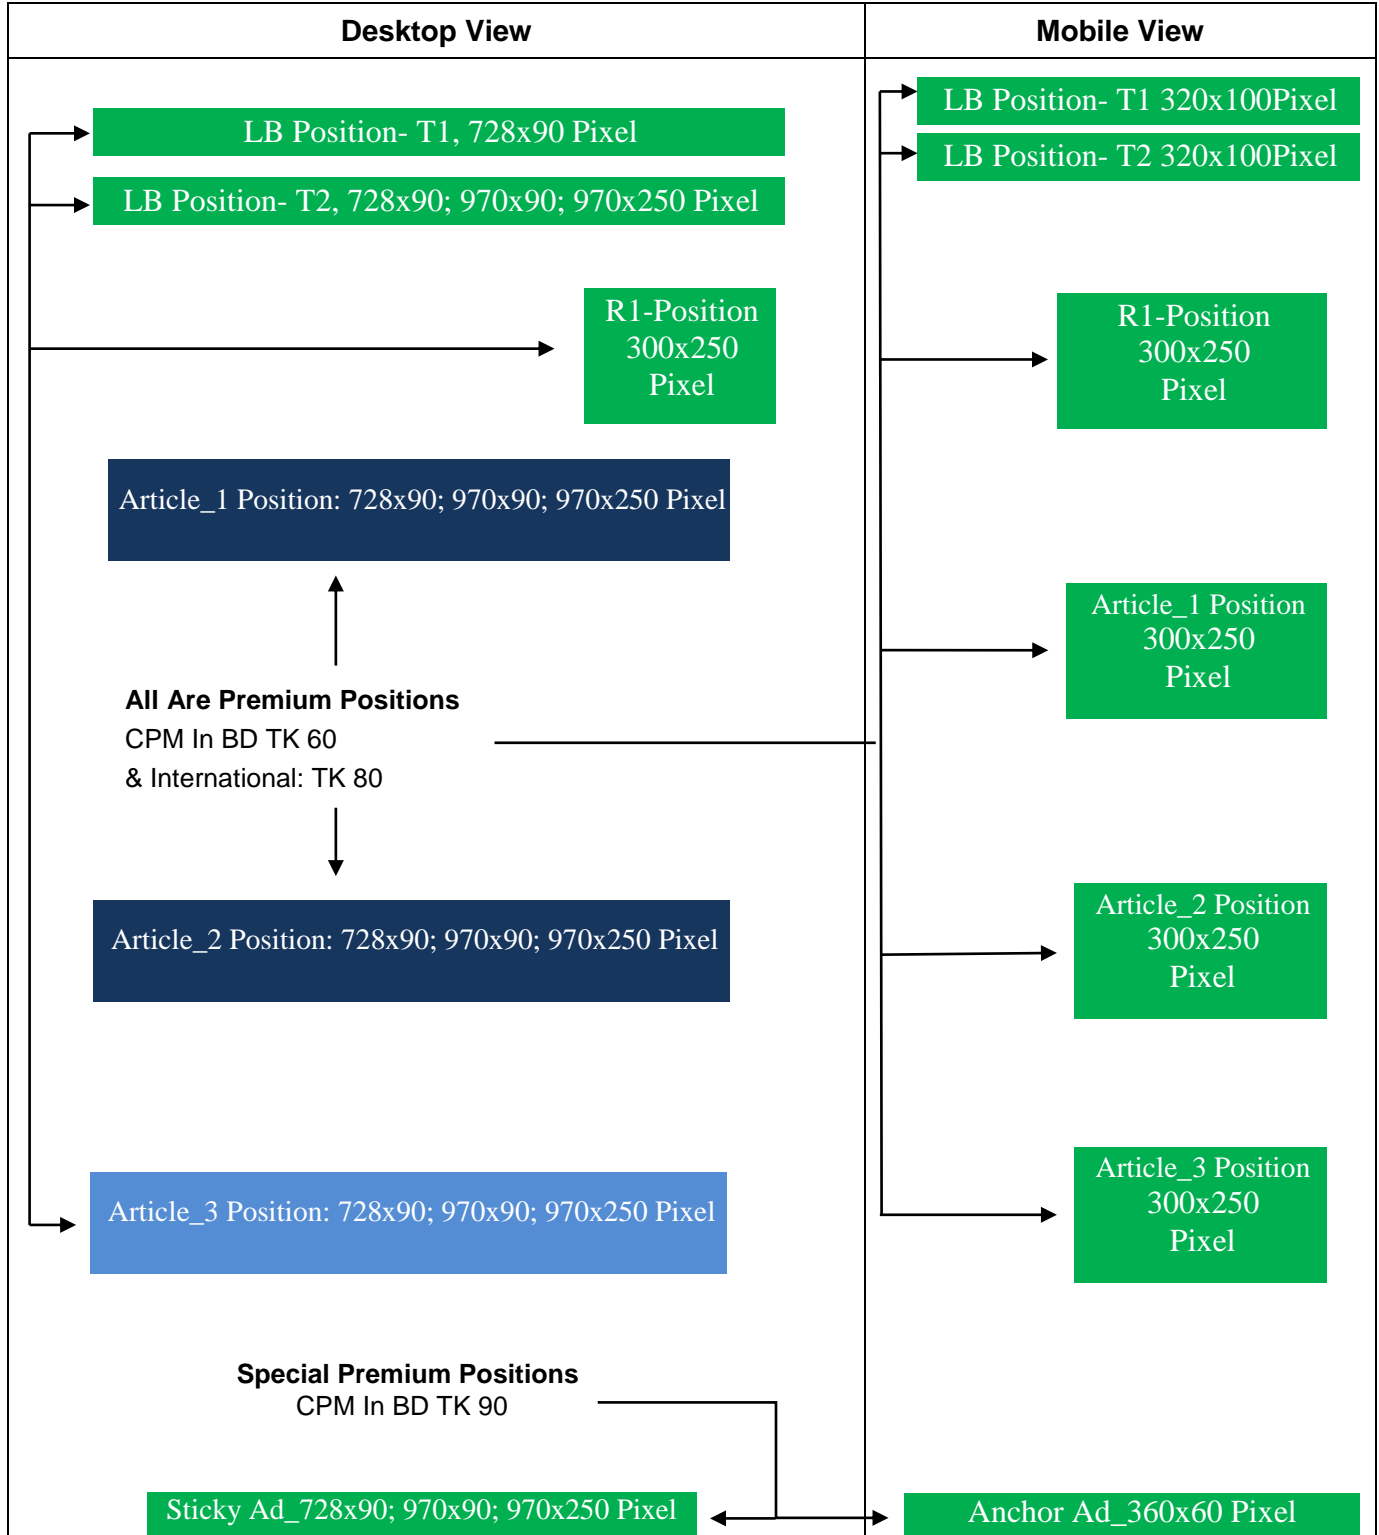 Desktop View
Mobile View
LB Position- T1, 728x90 Pixel
LB Position- T2, 728x90; 970x90; 970x250 Pixel
R1-Position
300x250
Pixel
Article_1 Position: 728x90; 970x90; 970x250 Pixel
All Are Premium Positions
CPM In BD TK 60
& International: TK 80
Article_2 Position: 728x90; 970x90; 970x250 Pixel
Article_3 Position: 728x90; 970x90; 970x250 Pixel
Special Premium Positions
CPM In BD TK 90
Sticky Ad_728x90; 970x90; 970x250 Pixel
LB Position- T1 320x100Pixel
LB Position- T2 320x100Pixel
R1-Position
300x250
Pixel
Article_1 Position
300x250
Pixel
Article_2 Position
300x250
Pixel
Article_3 Position
300x250
Pixel
Anchor Ad_360x60 Pixel